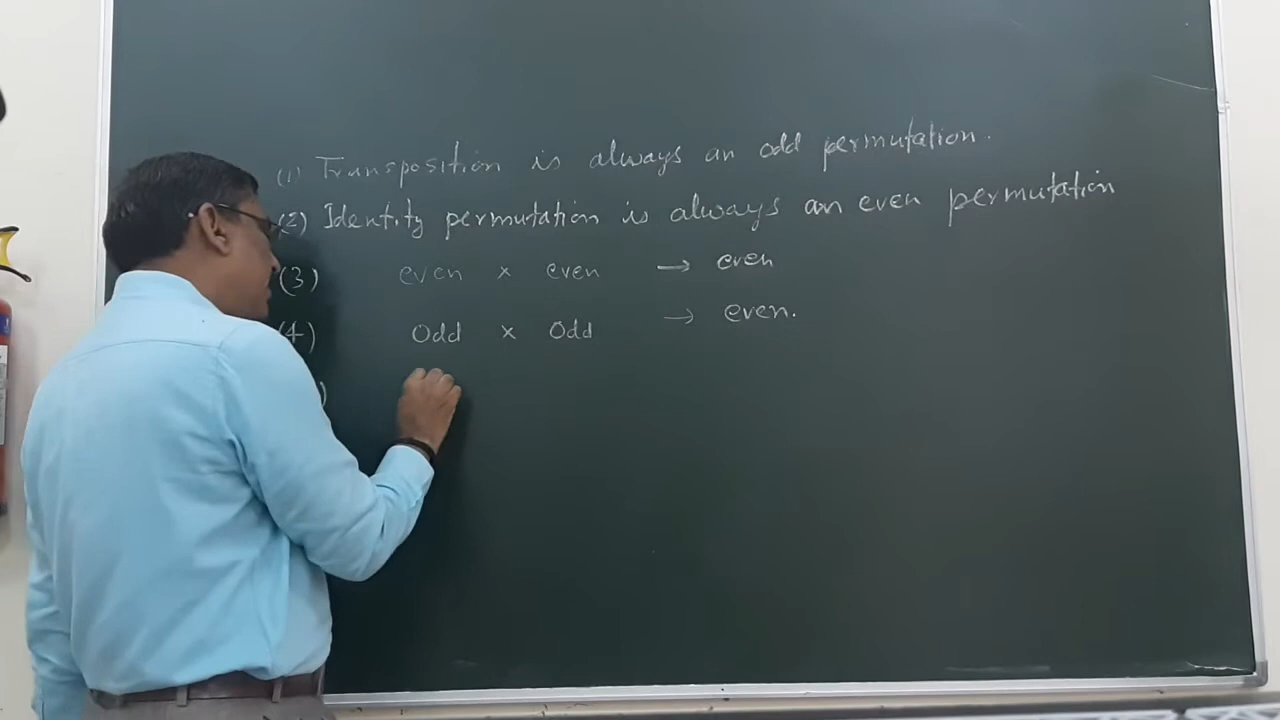 (1) Transposition is always an odd permutation.
(2) Identity permutation is always an even permutation
(3) even × even → even
(4) Odd × Odd → even.
)